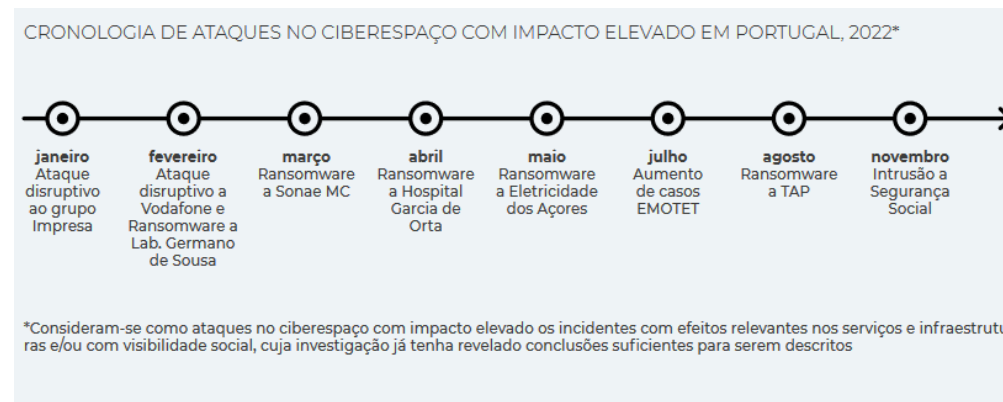 CRONOLOGIA DE ATAQUES NO CIBERESPAÇO COM IMPACTO ELEVADO EM PORTUGAL, 2022*
janeiro
Ataque
disruptivo
ao grupo
Impresa
fevereiro
Ataque
disruptivo a
Vodafone e
Ransomware a
Lab. Germano
de Sousa
março
Ransomware
a Sonae MC
abril
Ransomware
a Hospital
Garcia de
Orta
maio
Ransomware
a Eletricidade
dos Açores
julho
Aumento
de casos
EMOTET
agosto
Ransomware
a TAP
novembro
Intrusão a
Segurança
Social
*Consideram-se como ataques no ciberespaço com impacto elevado os incidentes com efeitos relevantes nos serviços e infraestrutu
ras e/ou com visibilidade social, cuja investigação já tenha revelado conclusões suficientes para serem descritos